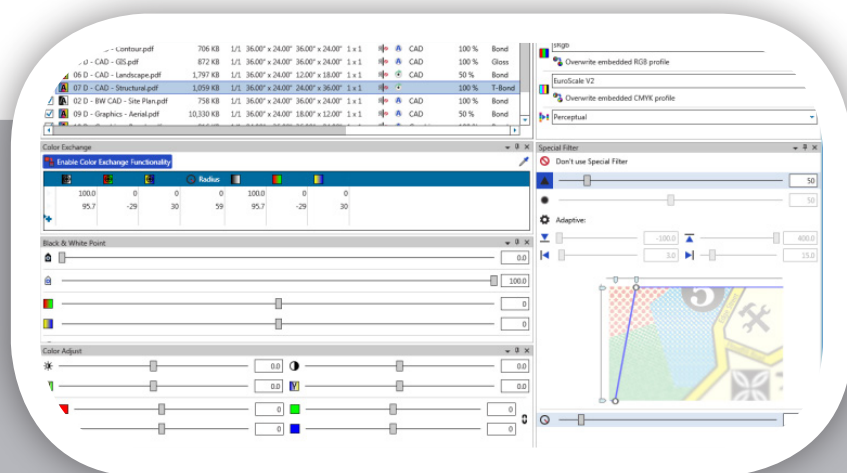 - Contour.pdf 706 KB 1/1 36.00" x 24.00" 36.00" x 24.00" 1 x 1 CAD 100 % Bond
D - CAD - GIS.pdf 872 KB 1/1 36.00" x 24.00" 36.00" x 24.00" 1 x 1 CAD 100 % Gloss
06 D - CAD - Landscape.pdf 1,797 KB 1/1 36.00" x 24.00" 12.00" x 18.00" 1 x 1 CAD 50 % Bond
07 D - CAD - Structural.pdf 1,059 KB 1/1 36.00" x 24.00" 24.00" x 36.00" 1 x 1 100 % T-Bond
02 D - BW CAD - Site Plan.pdf 758 KB 1/1 36.00" x 24.00" 36.00" x 24.00" 1 x 1 CAD 100 % Bond
09 D - Graphics - Aerial.pdf 10,330 KB 1/1 36.00" x 24.00" 18.00" x 12.00" 1 x 1 CAD 50 % Bond
sRgb
Overwrite embedded RGB profile
EuroScale V2
Overwrite embedded CMYK profile
Perceptual
Color Exchange
Enable Color Exchange Functionality
Radius
100.0 0 0 0 100.0 0 0
95.7 -29 30 59 95.7 -29 30
Black & White Point
0.0
100.0
0
0
Color Adjust
0.0 0.0
0.0 0.0
0 0
0 0
Special Filter
Don't use Special Filter
50
50
Adaptive:
-100.0 400.0
3.0 15.0
5